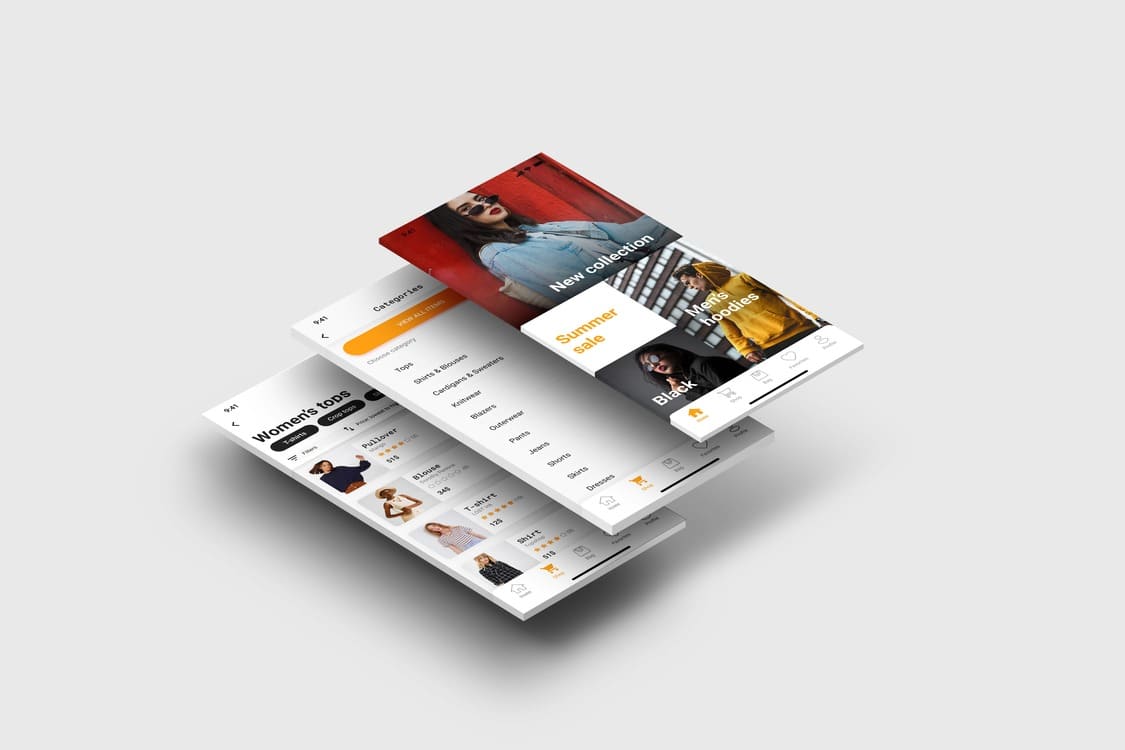 9:41
New collection
Summer
sale
Men's
hoodies
Black
Home
Shop
Bag
Favorites
Profile
9:41
Categories
VIEW ALL ITEMS
Choose category
Tops
Shirts & Blouses
Cardigans & Sweaters
Knitwear
Blazers
Outerwear
Pants
Jeans
Shorts
Skirts
Dresses
Home
Shop
Bag
Favorites
Profile
9:41
Women's tops
T-shirts
Crop tops
Filters
Price: lowest to
Pullover
Mango
51$
Blouse
Dorothy Perkins
34$
T-shirt
LOST Ink
12$
Shirt
Topshop
51$
Home
Shop
Bag
Favorites
Profile